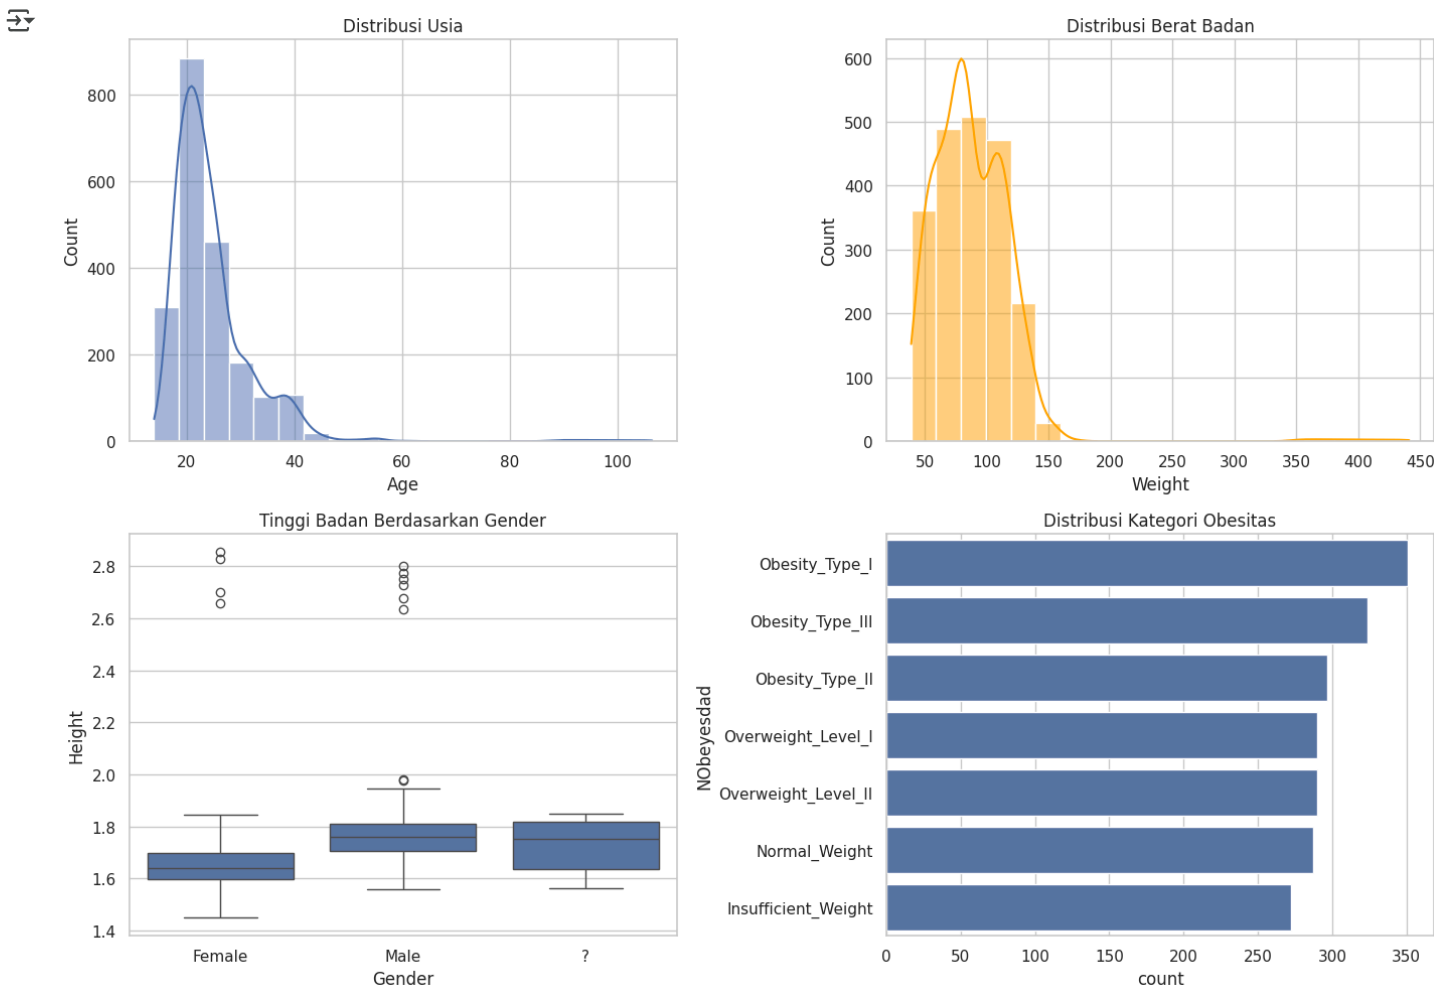 Distribusi Usia
Count
800
600
400
200
0
20 40 60 80 100
Age
Distribusi Berat Badan
Count
600
500
400
300
200
100
0
50 100 150 200 250 300 350 400 450
Weight
Tinggi Badan Berdasarkan Gender
Height
2.8
2.6
2.4
2.2
2.0
1.8
1.6
1.4
Female Male ?
Gender
Distribusi Kategori Obesitas
NObeyesdad
Obesity_Type_I
Obesity_Type_III
Obesity_Type_II
Overweight_Level_I
Overweight_Level_II
Normal_Weight
Insufficient_Weight
0 50 100 150 200 250 300 350
count